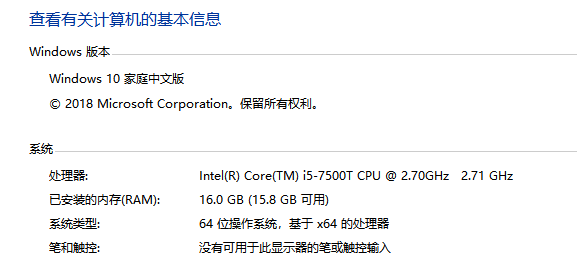 查看有关计算机的基本信息
Windows 版本
Windows 10 家庭中文版
© 2018 Microsoft Corporation。保留所有权利。
系统
处理器: Intel(R) Core(TM) i5-7500T CPU @ 2.70GHz 2.71 GHz
已安装的内存(RAM): 16.0 GB (15.8 GB 可用)
系统类型: 64 位操作系统, 基于 x64 的处理器
笔和触控: 没有可用于此显示器的笔或触控输入